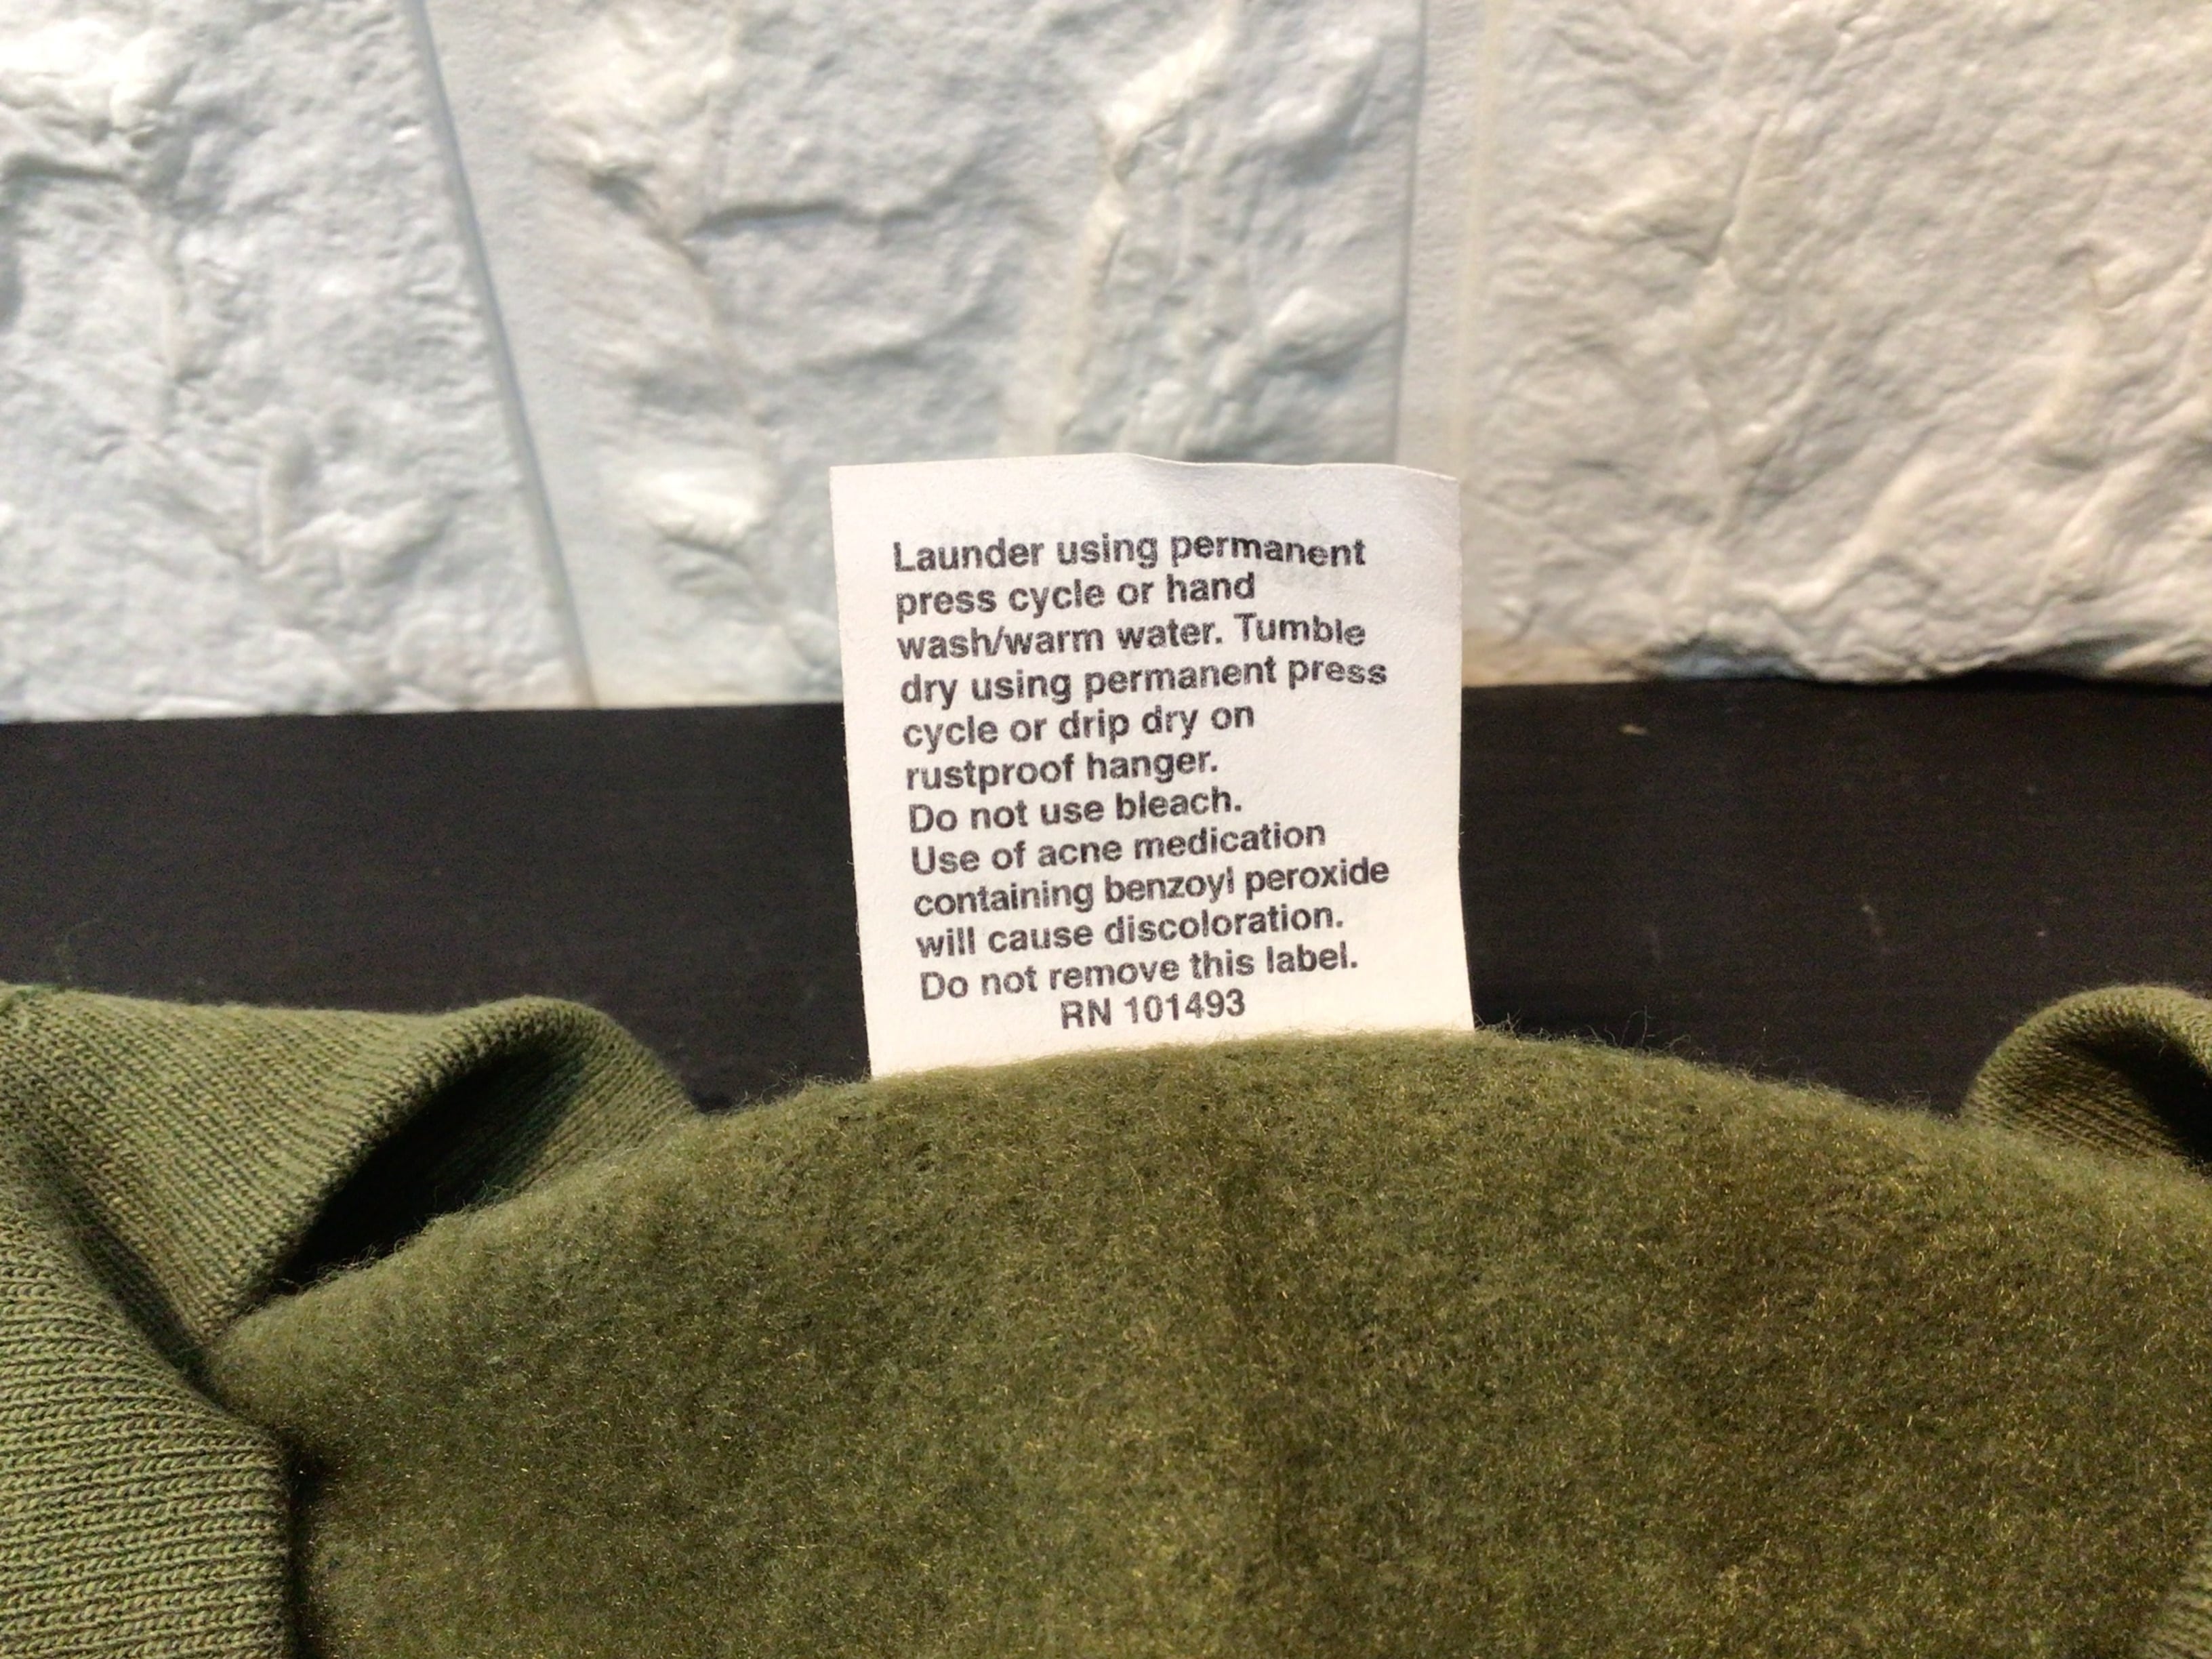 Launder using permanent
press cycle or hand
wash/warm water. Tumble
dry using permanent press
cycle or drip dry on
rustproof hanger.
Do not use bleach.
Use of acne medication
containing benzoyl peroxide
will cause discoloration.
Do not remove this label.
RN 101493